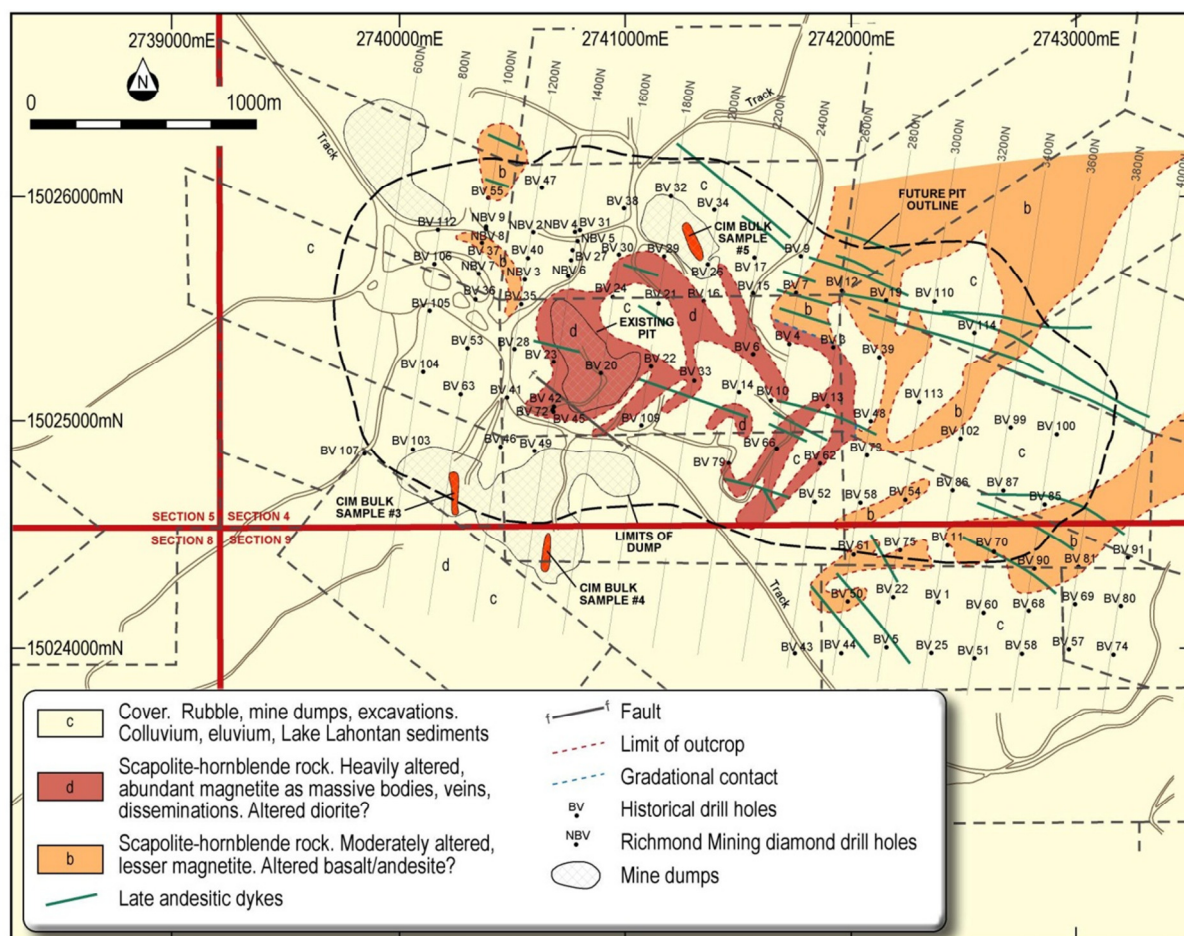 2739000mE
2740000mE
2741000mE
2742000mE
2743000mE
N
0 1000m
600N
800N
1000N
1200N
1400N
1600N
1800N
2000N
2200N
2400N
2600N
2800N
3000N
3200N
3400N
3600N
3800N
4000N
Track
Track
15026000mN
b
BV 55
BV 47
BV 38
BV 32
c
BV 34
CIM BULK
SAMPLE
#5
FUTURE PIT
OUTLINE
b
BV 112
NBV 9
NBV 8
BV 37
NBV 2
NBV 4
BV 31
NBV 5
BV 27
NBV 6
BV 40
NBV 3
BV 30
BV 29
BV 26
BV 17
BV 9
c
BV 106
NBV 7
b
BV 36
BV 35
BV 24
BV 21
BV 16
BV 15
BV 7
BV 12
BV 19
BV 110
c
BV 105
c
EXISTING
PIT
d
d
b
BV 114
BV 53
BV 28
BV 23
BV 20
BV 22
BV 33
BV 6
BV 4
BV 3
BV 39
BV 104
BV 63
BV 41
f
BV 42
BV 72
BV 45
f
BV 109
BV 14
BV 10
BV 13
BV 113
15025000mN
d
BV 48
b
BV 102
BV 99
BV 100
BV 107
BV 103
BV 46
BV 49
BV 66
c
BV 62
BV 79
BV 73
c
BV 86
BV 87
BV 85
BV 52
BV 58
BV 54
b
CIM BULK
SAMPLE #3
SECTION 5
SECTION 4
SECTION 8
SECTION 9
LIMITS OF
DUMP
d
c
CIM BULK
SAMPLE #4
Track
BV 61
BV 75
BV 11
BV 70
b
BV 90
BV 81
BV 91
BV 50
BV 22
BV 1
BV 60
BV 68
BV 69
BV 80
c
15024000mN
BV 43
BV 44
BV 5
BV 25
BV 51
BV 58
BV 57
BV 74
c
Cover. Rubble, mine dumps, excavations.
Colluvium, eluvium, Lake Lahontan sediments
d
Scapolite-hornblende rock. Heavily altered,
abundant magnetite as massive bodies, veins,
disseminations. Altered diorite?
b
Scapolite-hornblende rock. Moderately altered,
lesser magnetite. Altered basalt/andesite?
Late andesitic dykes
f f Fault
Limit of outcrop
Gradational contact
BV Historical drill holes
NBV Richmond Mining diamond drill holes
Mine dumps